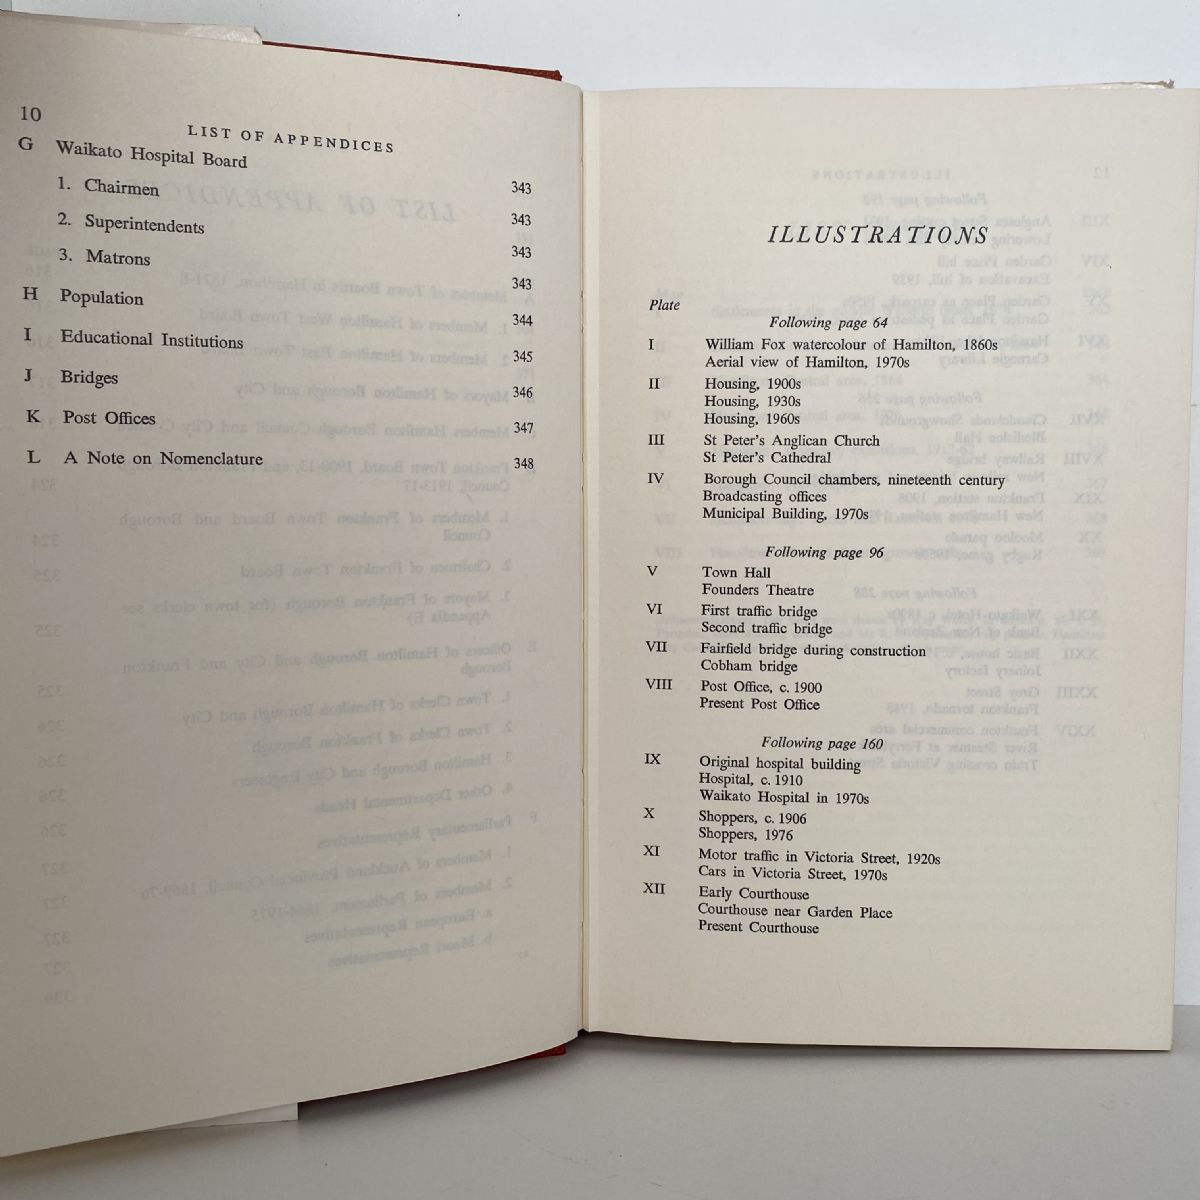 10
LIST OF APPENDICES
G Waikato Hospital Board 343
1. Chairmen 343
2. Superintendents 343
3. Matrons 343
H Population 344
I Educational Institutions 345
J Bridges 346
K Post Offices 347
L A Note on Nomenclature 348
ILLUSTRATIONS
Plate
Following page 64
I William Fox watercolour of Hamilton, 1860s
Aerial view of Hamilton, 1970s
II Housing, 1900s
Housing, 1930s
Housing, 1960s
III St Peter's Anglican Church
St Peter's Cathedral
IV Borough Council chambers, nineteenth century
Broadcasting offices
Municipal Building, 1970s
Following page 96
V Town Hall
Founders Theatre
VI First traffic bridge
Second traffic bridge
VII Fairfield bridge during construction
Cobham bridge
VIII Post Office, c. 1900
Present Post Office
Following page 160
IX Original hospital building
Hospital, c. 1910
Waikato Hospital in 1970s
X Shoppers, c. 1906
Shoppers, 1976
XI Motor traffic in Victoria Street, 1920s
Cars in Victoria Street, 1970s
XII Early Courthouse
Courthouse near Garden Place
Present Courthouse